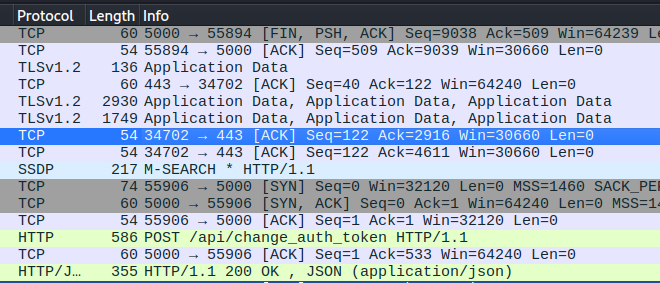 Protocol Length Info
TCP 60 5000 → 55894 [FIN, PSH, ACK] Seq=9038 Ack=509 Win=64239 Le
TCP 54 55894 → 5000 [ACK] Seq=509 Ack=9039 Win=30660 Len=0
TLSv1.2 136 Application Data
TCP 60 443 → 34702 [ACK] Seq=40 Ack=122 Win=64240 Len=0
TLSv1.2 2930 Application Data, Application Data, Application Data
TLSv1.2 1749 Application Data, Application Data, Application Data
TCP 54 34702 → 443 [ACK] Seq=122 Ack=2916 Win=30660 Len=0
TCP 54 34702 → 443 [ACK] Seq=122 Ack=4611 Win=30660 Len=0
SSDP 217 M-SEARCH * HTTP/1.1
TCP 74 55906 → 5000 [SYN] Seq=0 Win=32120 Len=0 MSS=1460 SACK_PE
TCP 60 5000 → 55906 [SYN, ACK] Seq=0 Ack=1 Win=64240 Len=0 MSS=14
TCP 54 55906 → 5000 [ACK] Seq=1 Ack=1 Win=32120 Len=0
HTTP 586 POST /api/change_auth_token HTTP/1.1
TCP 60 5000 → 55906 [ACK] Seq=1 Ack=533 Win=64240 Len=0
HTTP/J… 355 HTTP/1.1 200 OK , JSON (application/json)